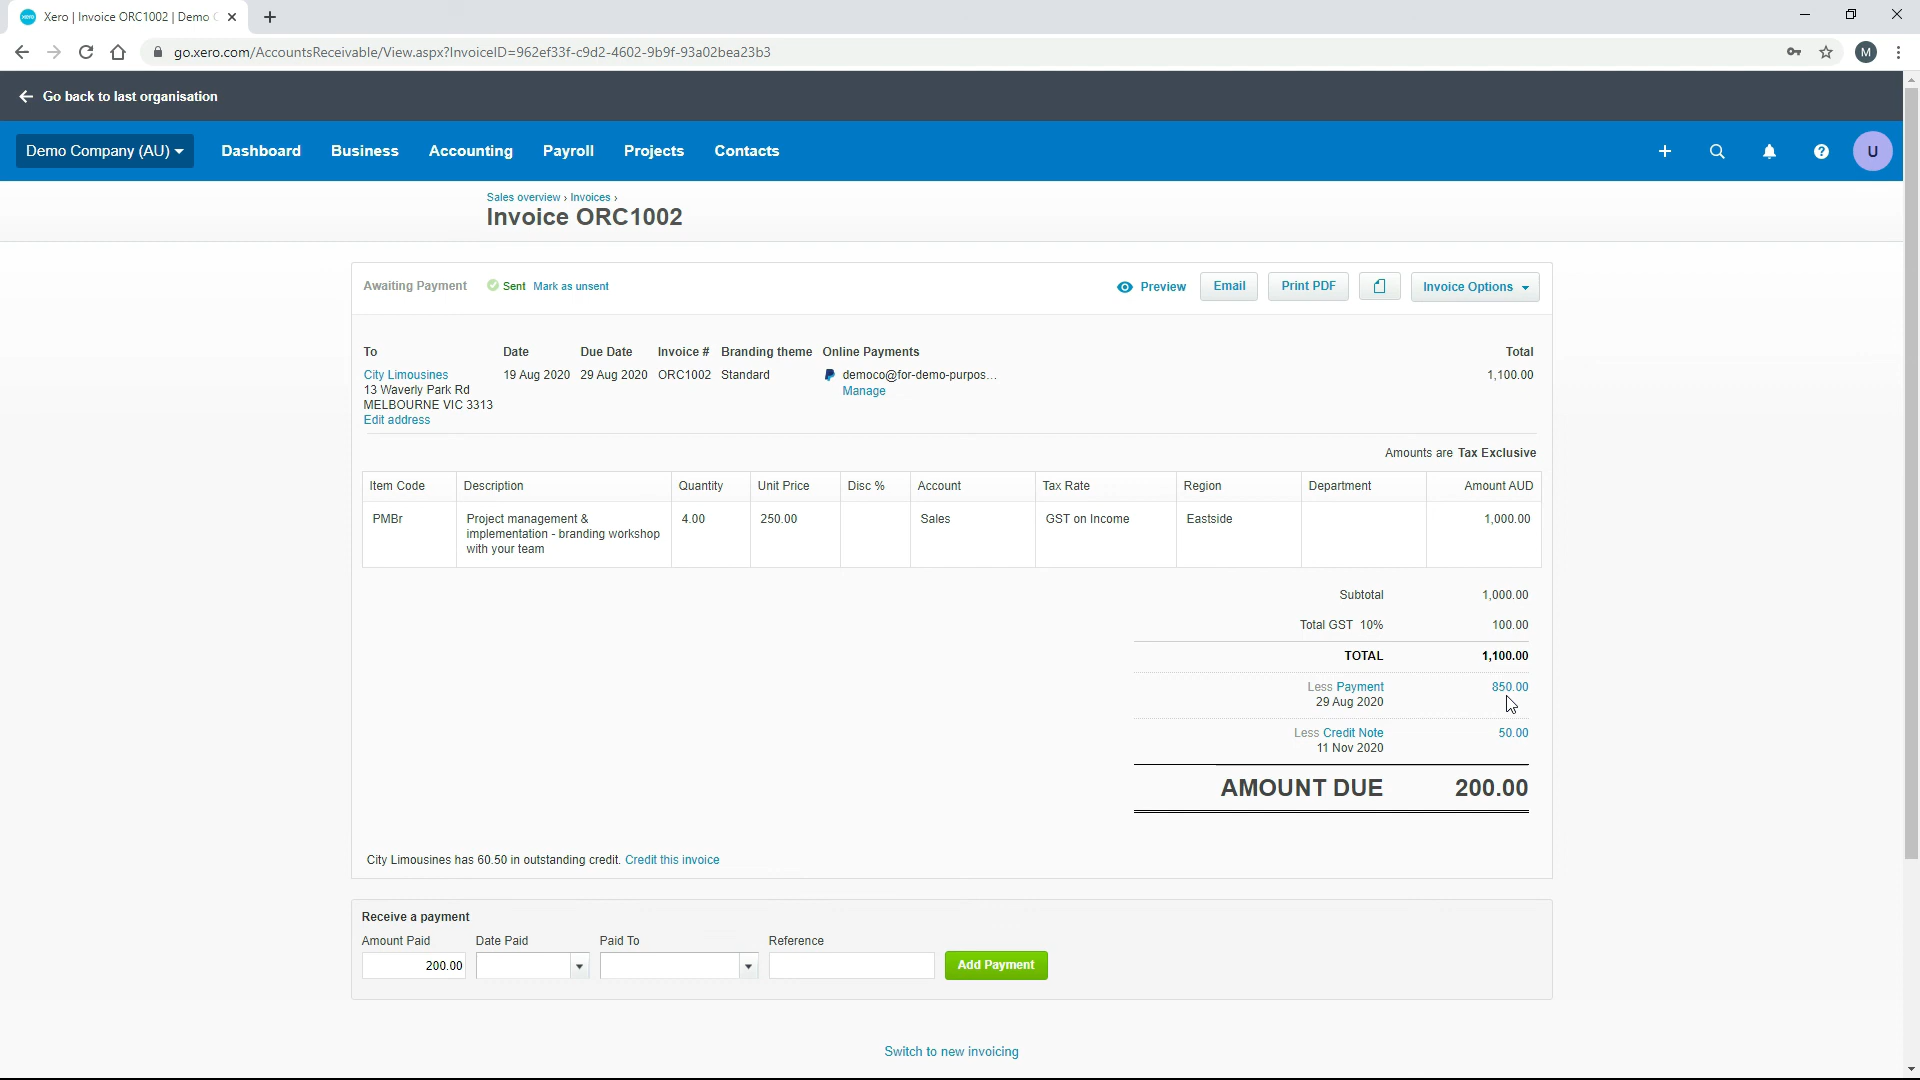 Xero | Invoice ORC1002 | Demo C
go.xero.com/AccountsReceivable/View.aspx?InvoiceID=962ef33f-c9d2-4602-9b9f-93a02bea23b3
M
Go back to last organisation
Demo Company (AU)
Dashboard Business Accounting Payroll Projects Contacts
U
Sales overview › Invoices ›
Invoice ORC1002
Awaiting Payment Sent Mark as unsent Preview Email Print PDF Invoice Options
To Date Due Date Invoice # Branding theme Online Payments Total
City Limousines 19 Aug 2020 29 Aug 2020 ORC1002 Standard democo@for-demo-purpos... 1,100.00
13 Waverly Park Rd Manage
MELBOURNE VIC 3313
Edit address
Amounts are Tax Exclusive
Item Code Description Quantity Unit Price Disc % Account Tax Rate Region Department Amount AUD
PMBr Project management & 4.00 250.00 Sales GST on Income Eastside 1,000.00
implementation - branding workshop
with your team
Subtotal 1,000.00
Total GST 10% 100.00
TOTAL 1,100.00
Less Payment 850.00
29 Aug 2020
Less Credit Note 50.00
11 Nov 2020
AMOUNT DUE 200.00
City Limousines has 60.50 in outstanding credit. Credit this invoice
Receive a payment
Amount Paid Date Paid Paid To Reference
200.00 Add Payment
Switch to new invoicing